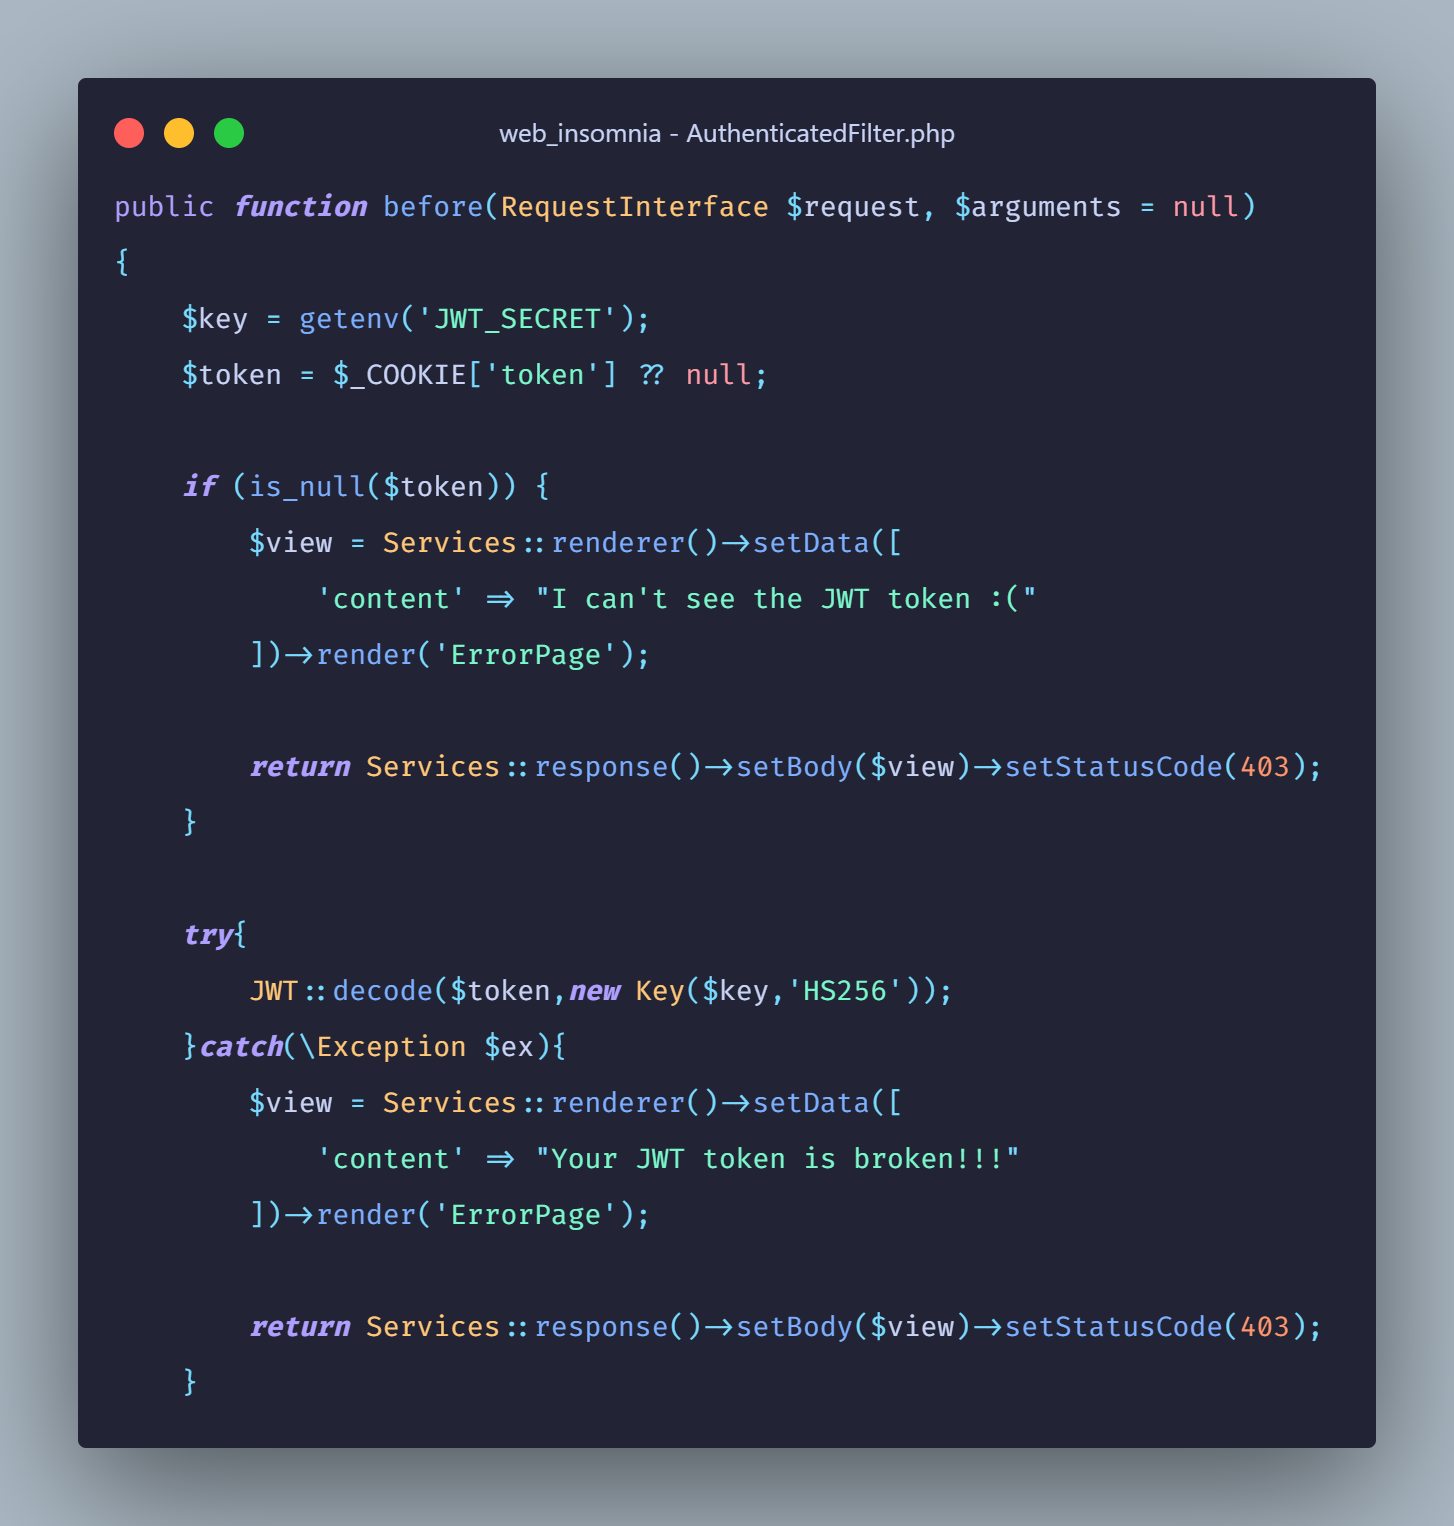 web_insomnia - AuthenticatedFilter.php
public function before(RequestInterface $request, $arguments = null)
{
    $key = getenv('JWT_SECRET');
    $token = $_COOKIE['token'] ?? null;

    if (is_null($token)) {
        $view = Services::renderer()->setData([
            'content' => "I can't see the JWT token :("
        ])->render('ErrorPage');

        return Services::response()->setBody($view)->setStatusCode(403);
    }

    try{
        JWT::decode($token,new Key($key,'HS256'));
    }catch(\Exception $ex){
        $view = Services::renderer()->setData([
            'content' => "Your JWT token is broken!!!"
        ])->render('ErrorPage');

        return Services::response()->setBody($view)->setStatusCode(403);
    }